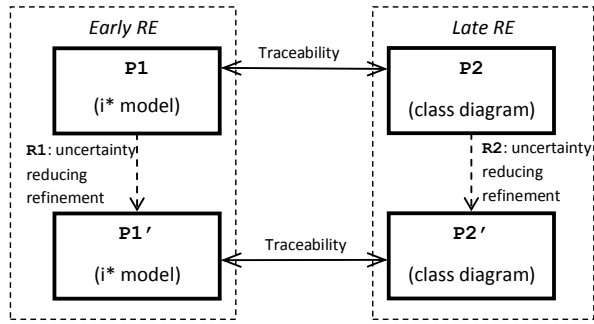 Early RE
Late RE
P1
(i* model)
Traceability
P2
(class diagram)
R1: uncertainty
reducing
refinement
R2: uncertainty
reducing
refinement
P1’
(i* model)
Traceability
P2’
(class diagram)